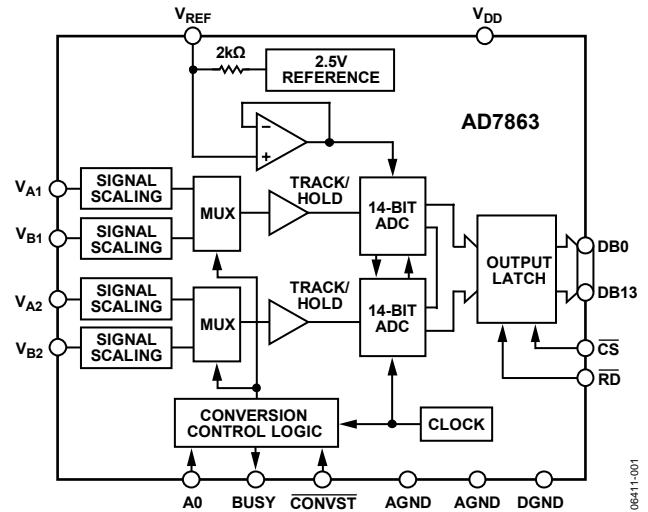 VREF
VDD
2kΩ
2.5V
REFERENCE
AD7863
−
+
VA1
SIGNAL
SCALING
MUX
TRACK/
HOLD
14-BIT
ADC
VB1
SIGNAL
SCALING
OUTPUT
LATCH
DB0
DB13
VA2
SIGNAL
SCALING
MUX
TRACK/
HOLD
14-BIT
ADC
VB2
SIGNAL
SCALING
CS
RD
CONVERSION
CONTROL LOGIC
CLOCK
A0
BUSY
CONVST
AGND
AGND
DGND
06411-001